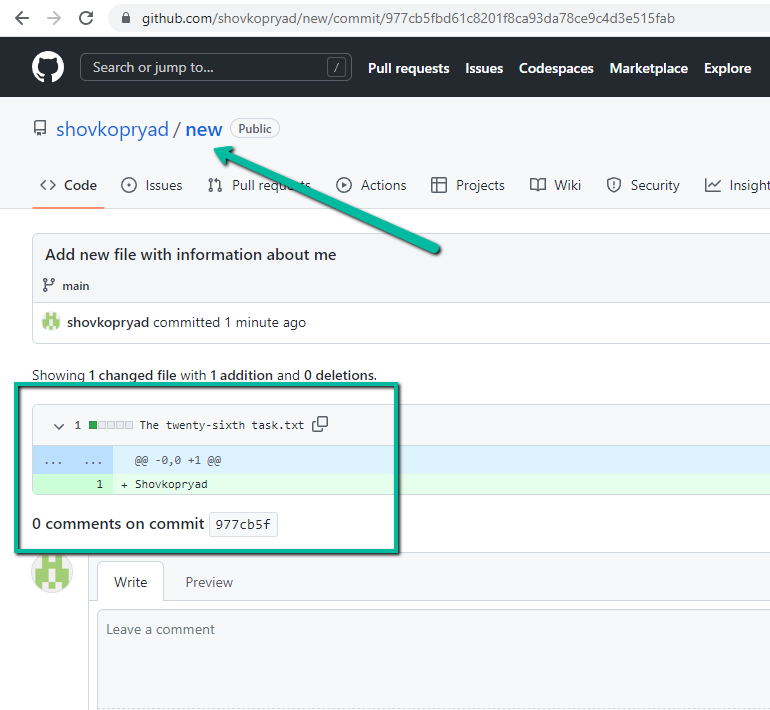 github.com/shovkopryad/new/commit/977cb5fbd61c8201f8ca93da78ce9c4d3e515fab
Search or jump to... / Pull requests Issues Codespaces Marketplace Explore
shovkopryad / new Public
Code Issues Pull requests Actions Projects Wiki Security Insight
Add new file with information about me
main
shovkopryad committed 1 minute ago
Showing 1 changed file with 1 addition and 0 deletions.
1 The twenty-sixth task.txt
... ... @@ -0,0 +1 @@
1 + Shovkopryad
0 comments on commit 977cb5f
Write Preview
Leave a comment